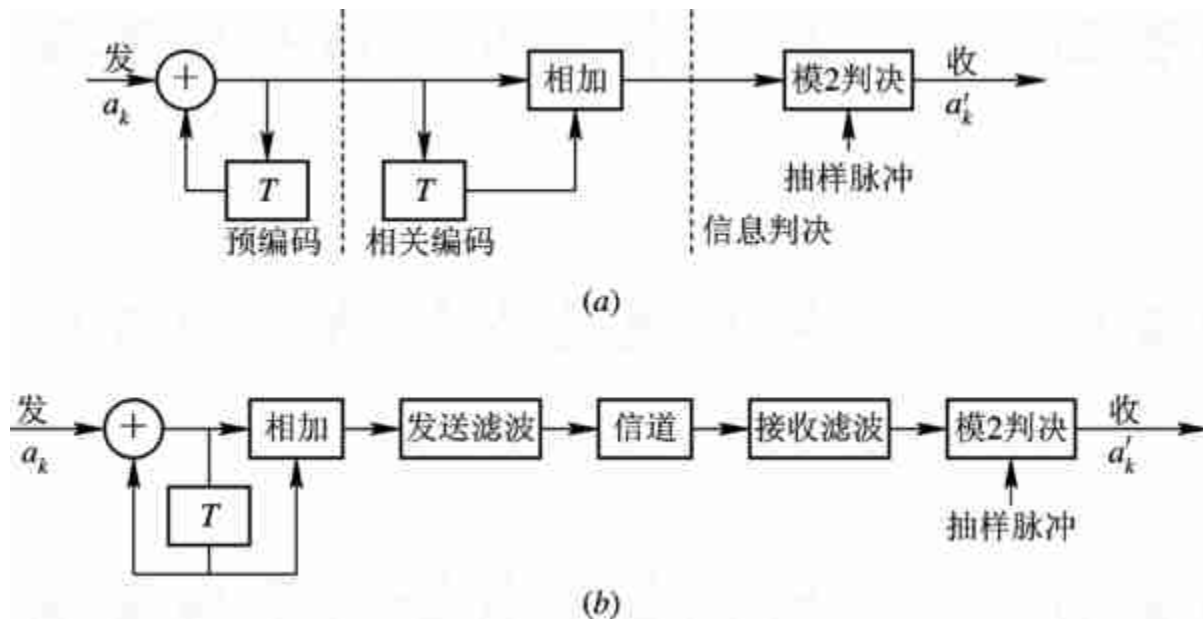 发
a_k
+
相加
模2判决
收
a'_k
T
T
抽样脉冲
预编码
相关编码
信息判决
(a)
发
a_k
+
相加
发送滤波
信道
接收滤波
模2判决
收
a'_k
T
抽样脉冲
(b)